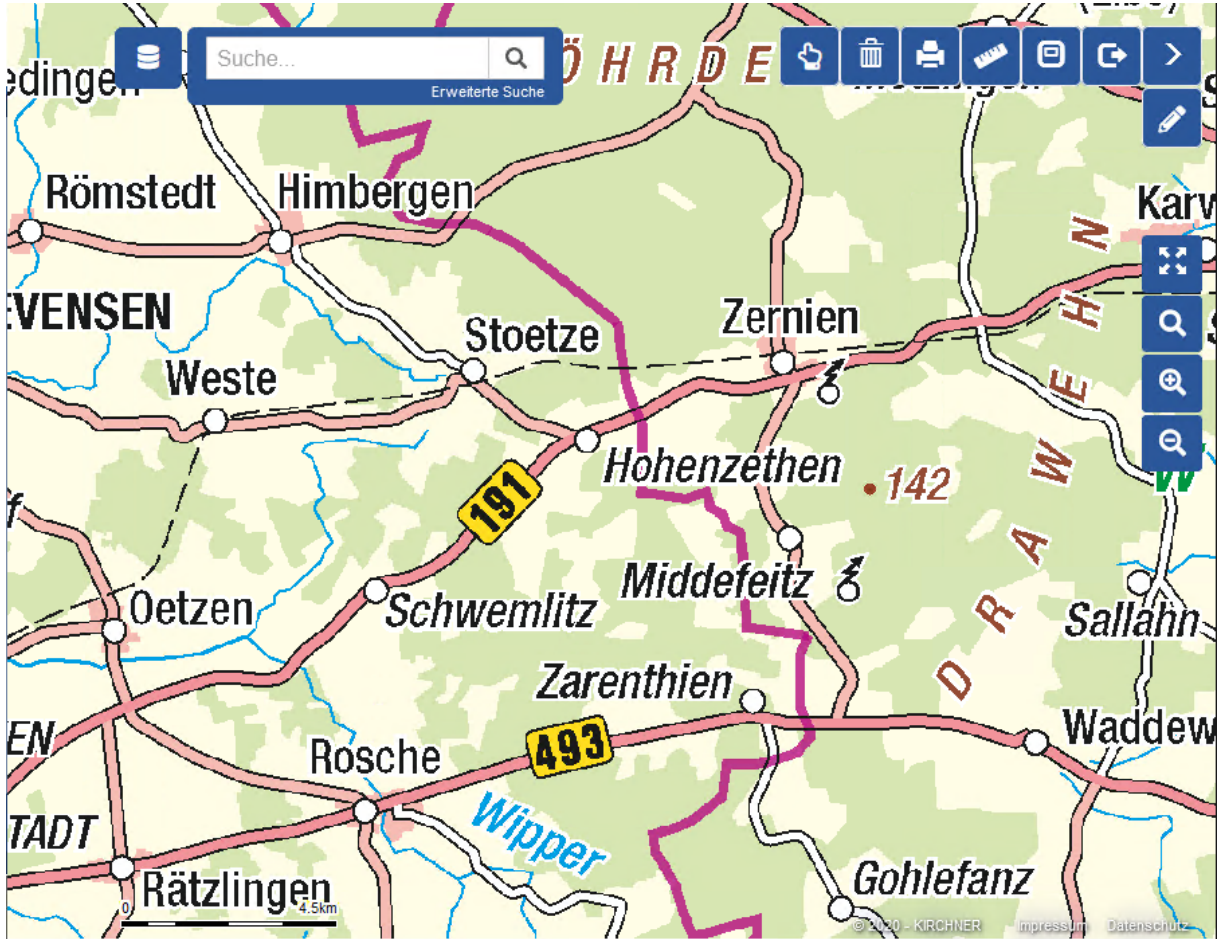 edingen
Suche...
Erweiterte Suche
ÖHRDE
Römstedt
Himbergen
Karw
EVENSEN
Stoetze
Zernien
Weste
DRAWEHN
Hohenzethen
142
191
W
Middefeitz
Oetzen
Schwemlitz
Sallahn
Zarenthien
EN
493
Waddew
Rosche
Wipper
TADT
Rätzlingen
Gohlefanz
0
4.5km
© 2020 - KIRCHNER
Impressum
Datenschutz